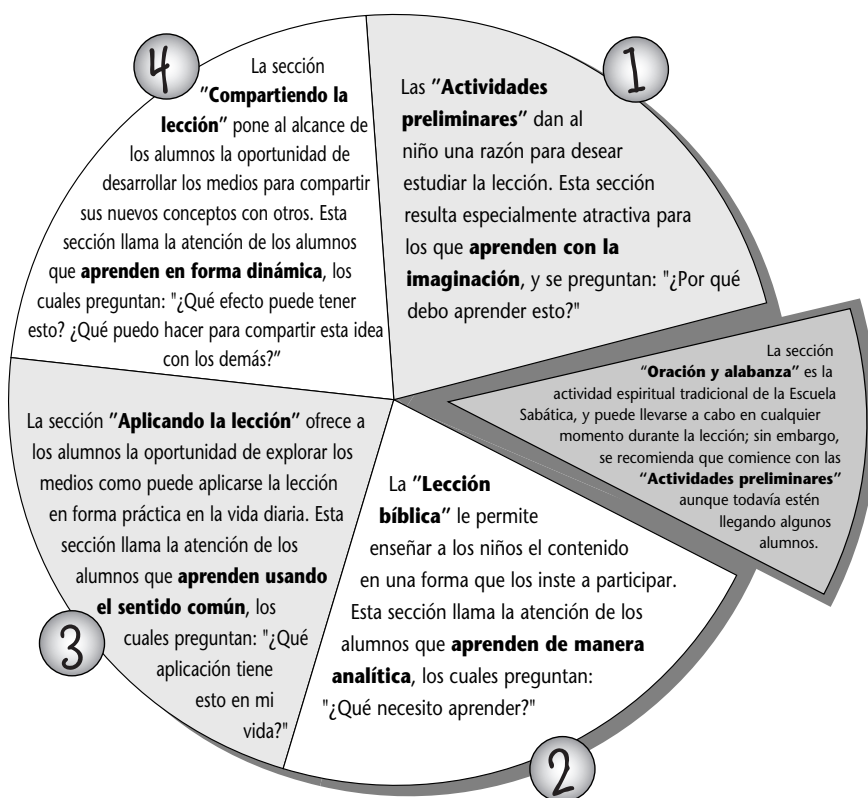 1
Las "Actividades
preliminares" dan al
niño una razón para desear
estudiar la lección. Esta sección
resulta especialmente atractiva para
los que aprenden con la
imaginación, y se preguntan: "¿Por qué
debo aprender esto?"
La sección
"Oración y alabanza" es la
actividad espiritual tradicional de la Escuela
Sabática, y puede llevarse a cabo en cualquier
momento durante la lección; sin embargo,
se recomienda que comience con las
"Actividades preliminares"
aunque todavía estén
llegando algunos
alumnos.
2
La "Lección
bíblica" le permite
enseñar a los niños el contenido
en una forma que los inste a participar.
Esta sección llama la atención de los
alumnos que aprenden de manera
analítica, los cuales preguntan:
"¿Qué necesito aprender?"
3
La sección "Aplicando la lección" ofrece a
los alumnos la oportunidad de explorar los
medios como puede aplicarse la lección
en forma práctica en la vida diaria. Esta
sección llama la atención de los
alumnos que aprenden usando
el sentido común, los
cuales preguntan: "¿Qué
aplicación tiene
esto en mi
vida?"
4
La sección
"Compartiendo la
lección" pone al alcance de
los alumnos la oportunidad de
desarrollar los medios para compartir
sus nuevos conceptos con otros. Esta
sección llama la atención de los alumnos
que aprenden en forma dinámica, los
cuales preguntan: "¿Qué efecto puede tener
esto? ¿Qué puedo hacer para compartir esta idea
con los demás?"